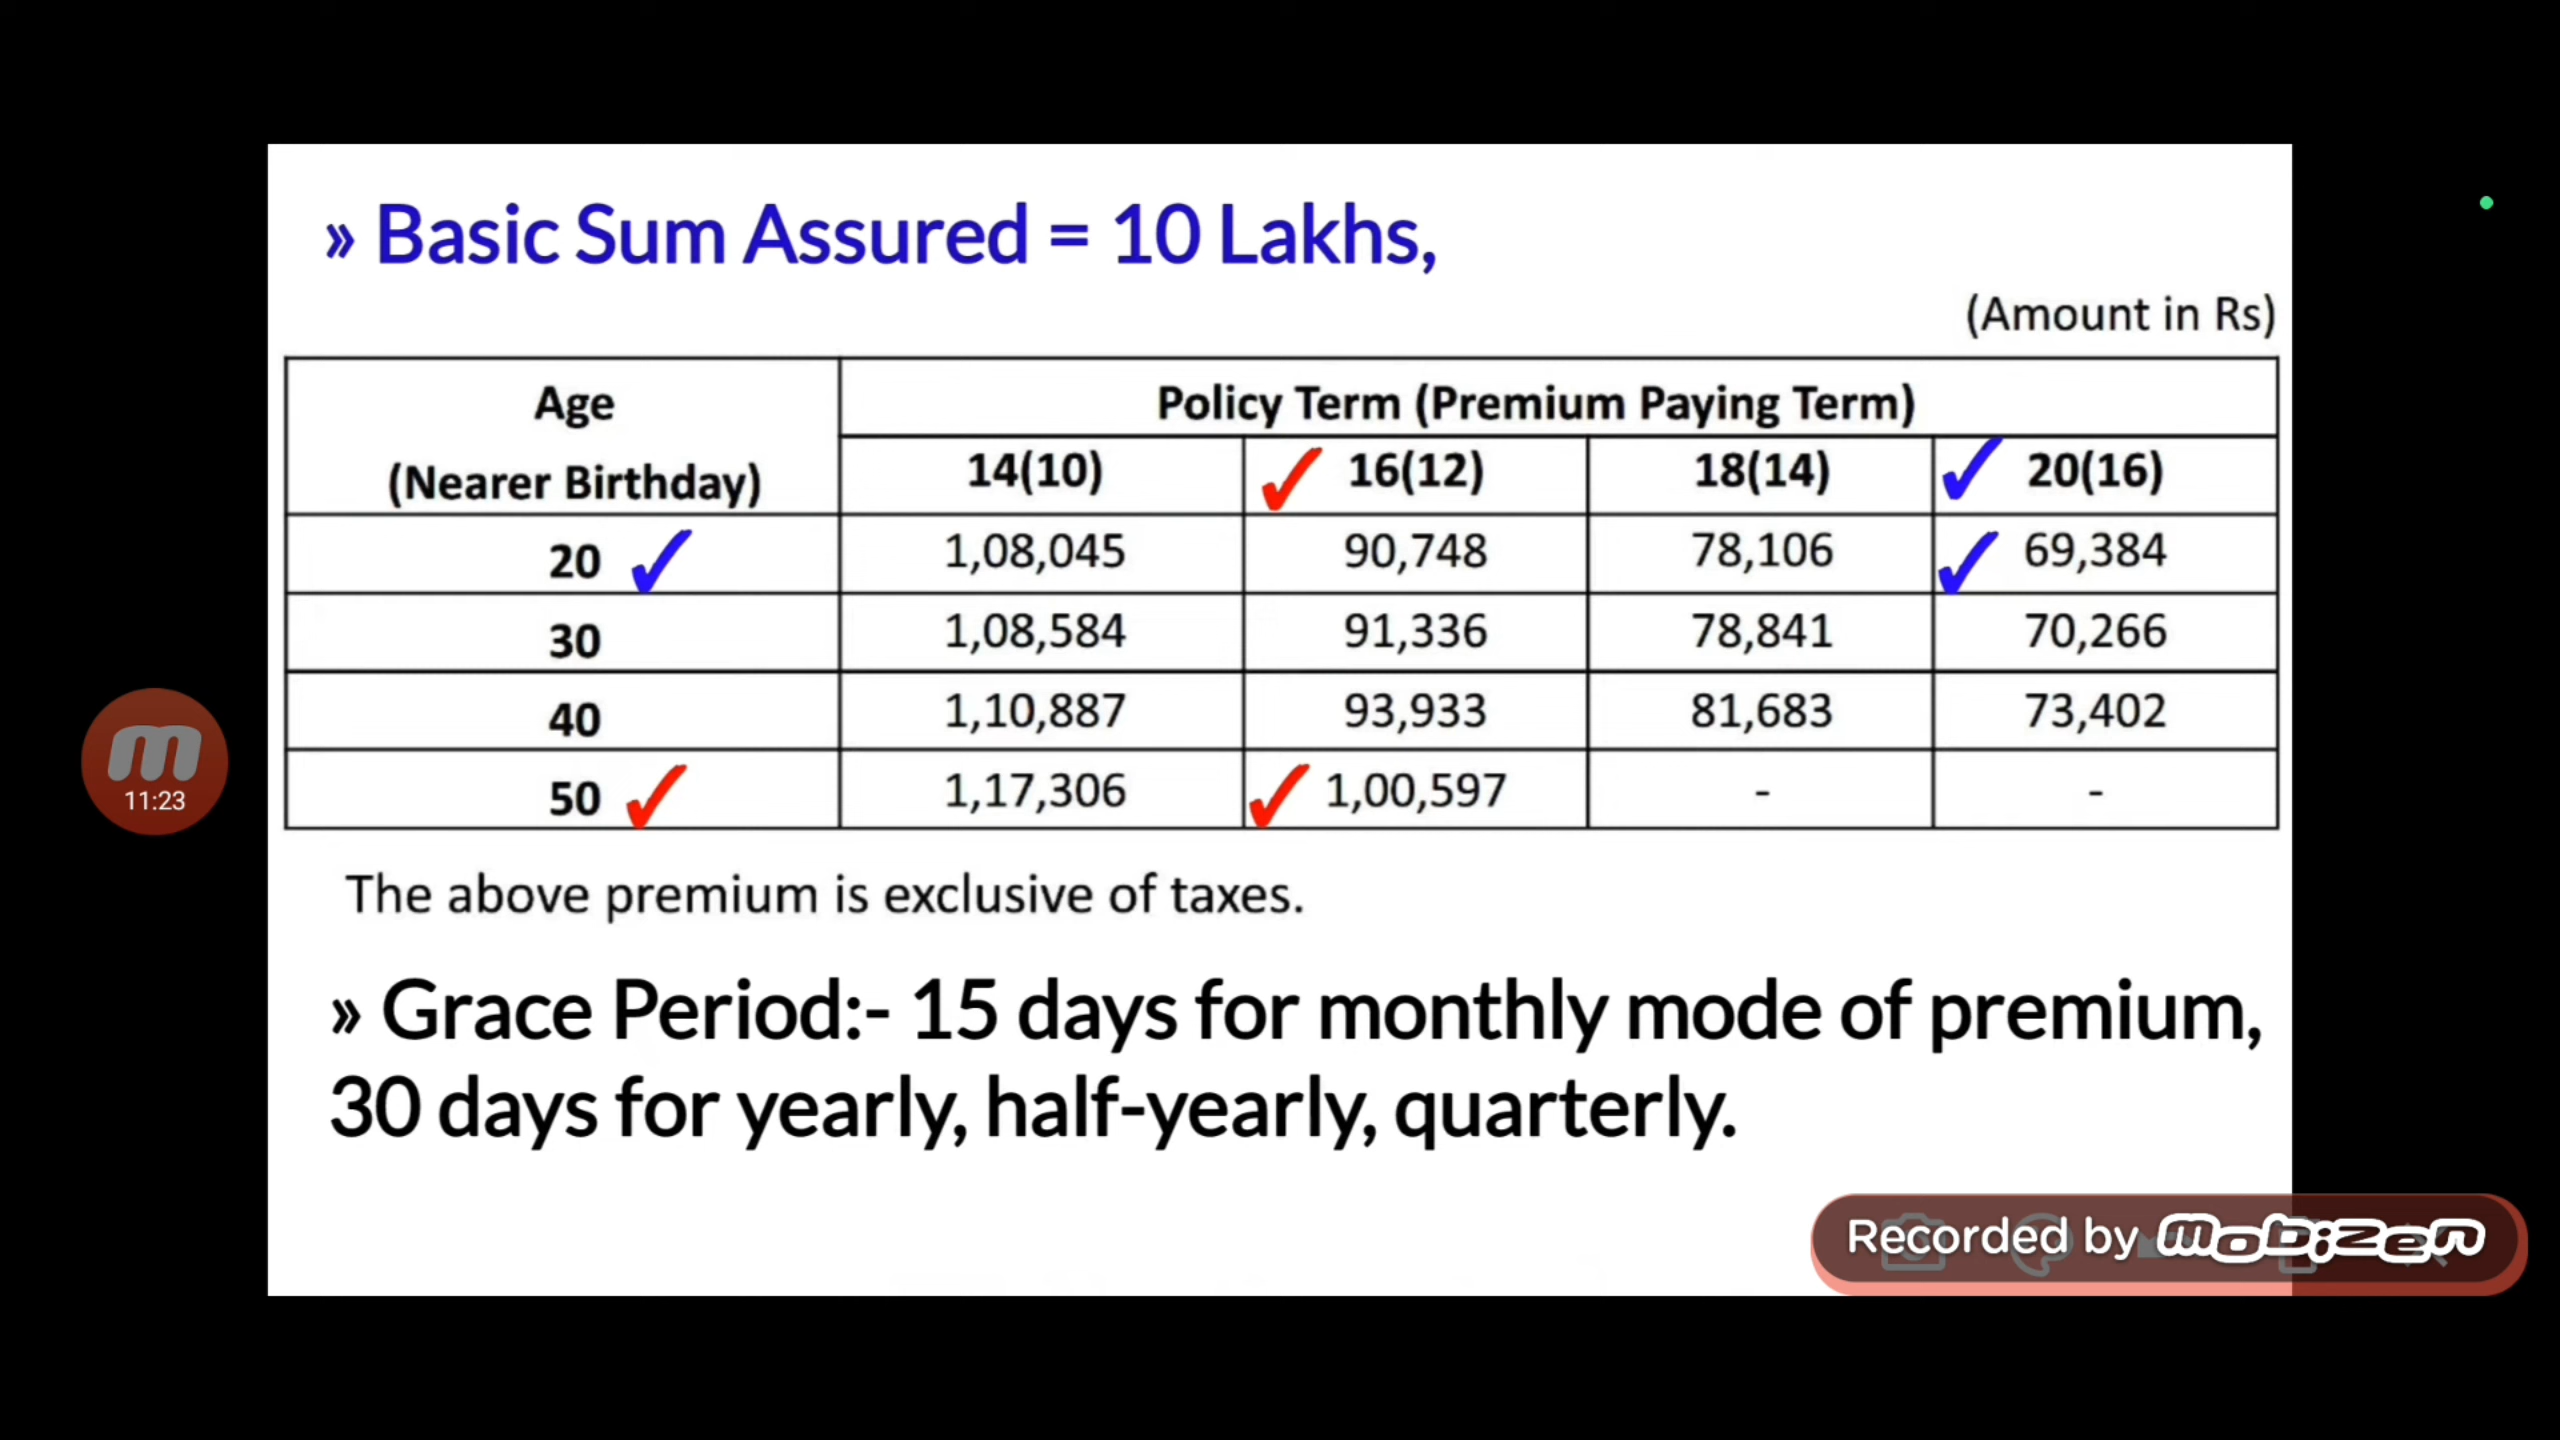 » Basic Sum Assured = 10 Lakhs,
(Amount in Rs)
Age (Nearer Birthday) Policy Term (Premium Paying Term)
14(10) 16(12) 18(14) 20(16)
20 1,08,045 90,748 78,106 69,384
30 1,08,584 91,336 78,841 70,266
40 1,10,887 93,933 81,683 73,402
50 1,17,306 1,00,597 - -
The above premium is exclusive of taxes.
» Grace Period:- 15 days for monthly mode of premium,
30 days for yearly, half-yearly, quarterly.
m
11:23
Recorded by mobizen